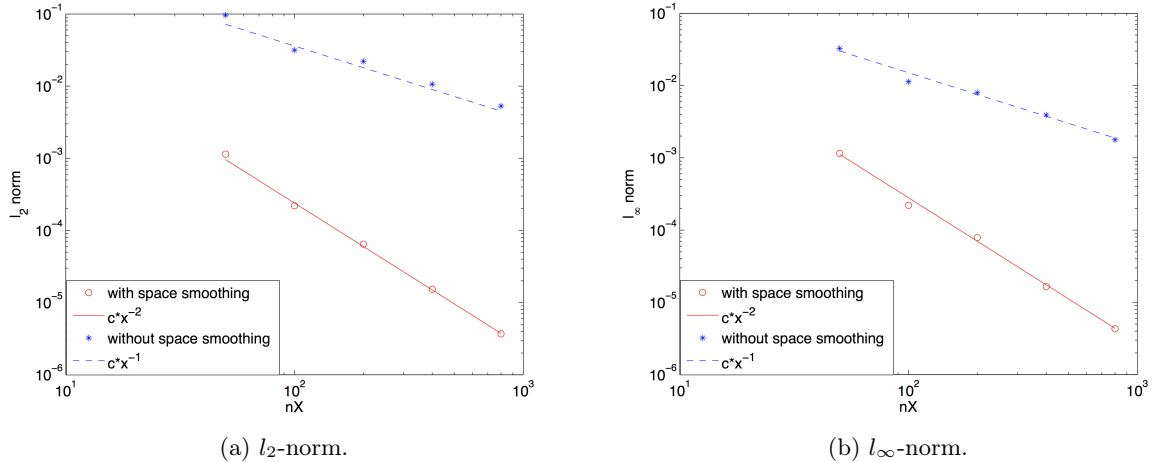 10^-1
10^-2
10^-3
10^-4
10^-5
10^-6
l_2 norm
with space smoothing
c*x^-2
without space smoothing
c*x^-1
10^1
10^2
10^3
nX
(a) l_2-norm.
10^-1
10^-2
10^-3
10^-4
10^-5
10^-6
l_∞ norm
with space smoothing
c*x^-2
without space smoothing
c*x^-1
10^1
10^2
10^3
nX
(b) l_∞-norm.